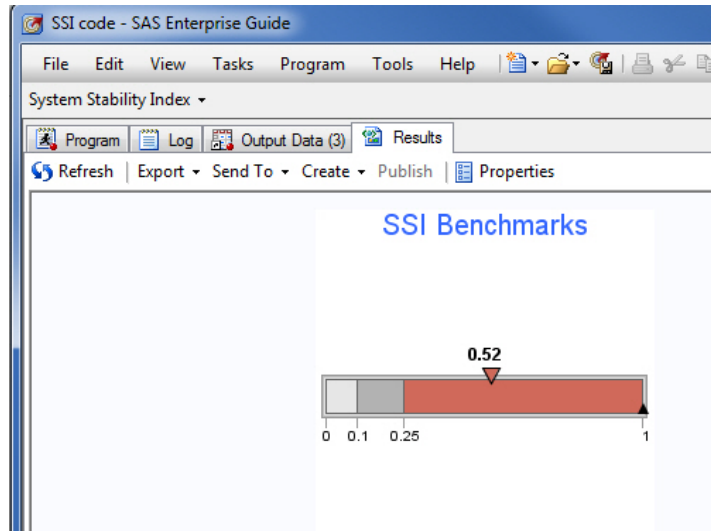 SSI code - SAS Enterprise Guide
File Edit View Tasks Program Tools Help
System Stability Index
Program Log Output Data (3) Results
Refresh Export Send To Create Publish Properties
SSI Benchmarks
0.52
0 0.1 0.25 1